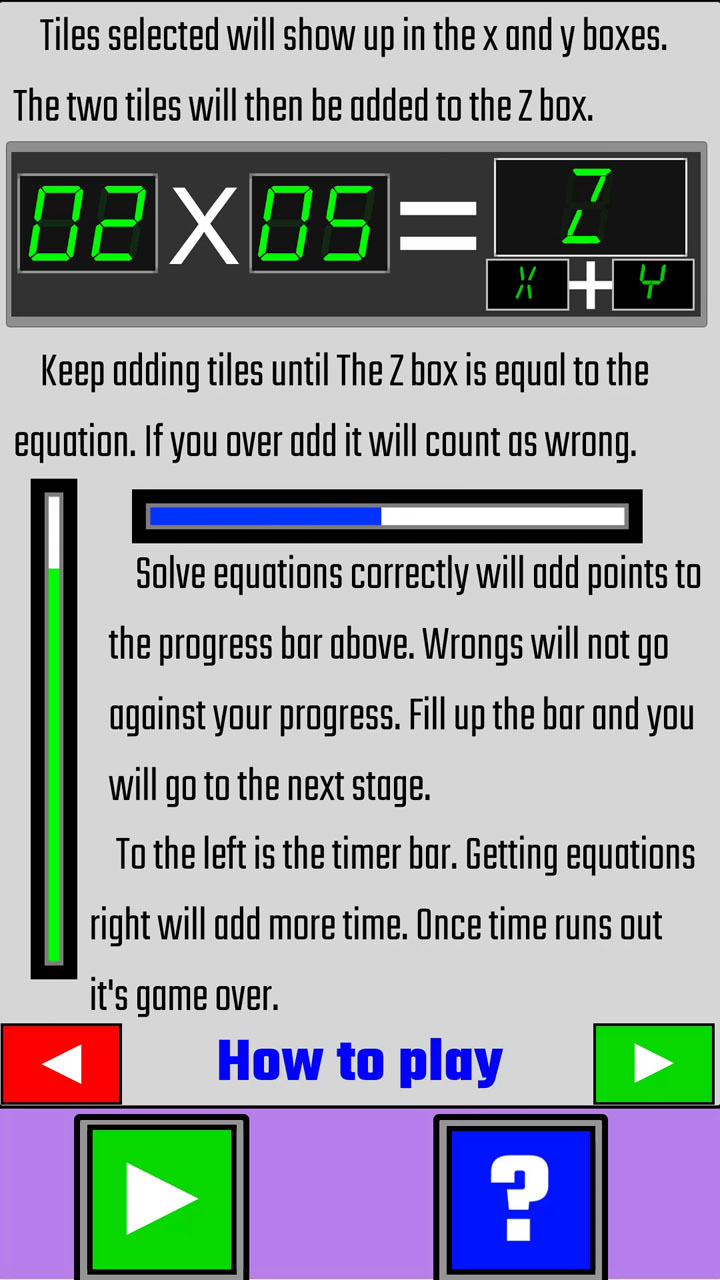 Tiles selected will show up in the x and y boxes.
The two tiles will then be added to the Z box.
02 X 05 = Z
X + Y
Keep adding tiles until The Z box is equal to the
equation. If you over add it will count as wrong.
Solve equations correctly will add points to
the progress bar above. Wrongs will not go
against your progress. Fill up the bar and you
will go to the next stage.
To the left is the timer bar. Getting equations
right will add more time. Once time runs out
it's game over.
How to play
?